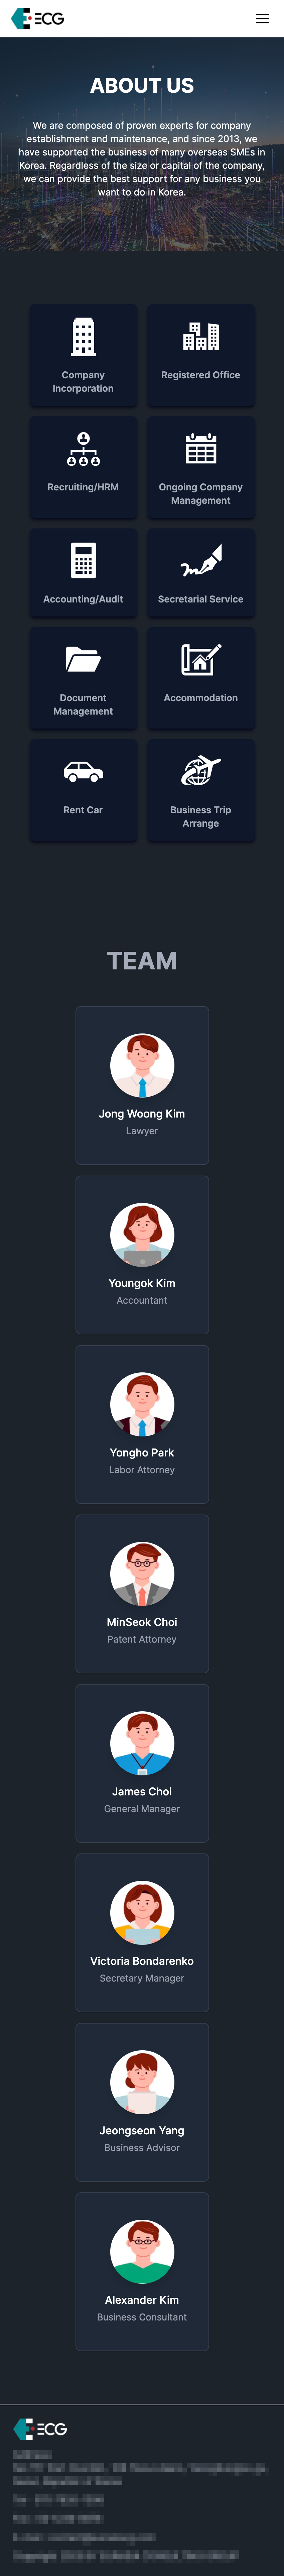 ECG
ABOUT US
We are composed of proven experts for company
establishment and maintenance, and since 2013, we
have supported the business of many overseas SMEs in
Korea. Regardless of the size or capital of the company,
we can provide the best support for any business you
want to do in Korea.
Company
Incorporation
Registered Office
Recruiting/HRM
Ongoing Company
Management
Accounting/Audit
Secretarial Service
Document
Management
Accommodation
Rent Car
Business Trip
Arrange
TEAM
Jong Woong Kim
Lawyer
Youngok Kim
Accountant
Yongho Park
Labor Attorney
MinSeok Choi
Patent Attorney
James Choi
General Manager
Victoria Bondarenko
Secretary Manager
Jeongseon Yang
Business Advisor
Alexander Kim
Business Consultant
ECG